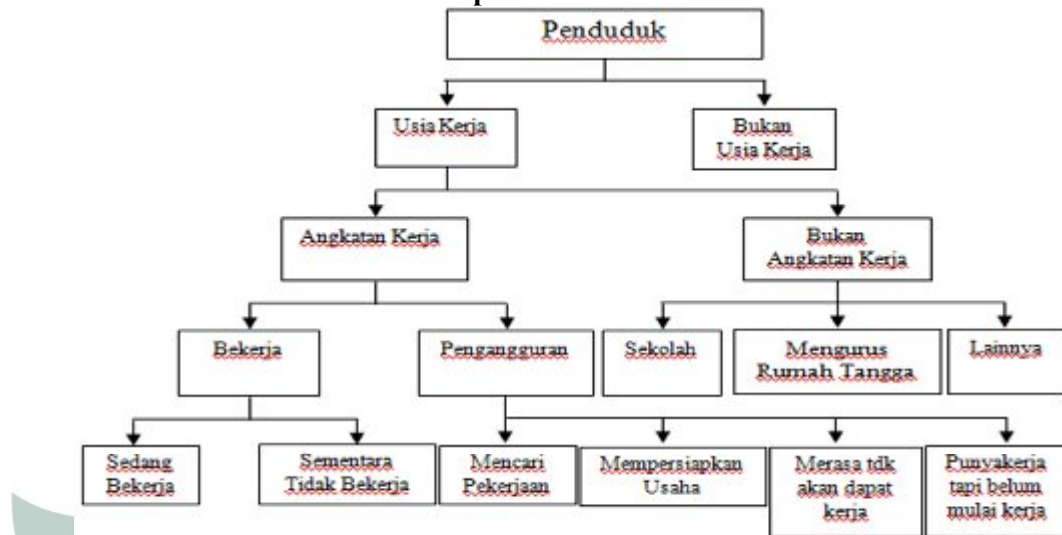 Penduduk
Usia Kerja
Bukan
Usia Kerja
Angkatan Kerja
Bukan
Angkatan Kerja
Bekerja
Pengangguran
Sekolah
Mengurus
Rumah Tangga
Lainnya
Sedang
Bekerja
Sementara
Tidak Bekerja
Mencari
Pekerjaan
Mempersiapkan
Usaha
Merasa tdk
akan dapat
kerja
Punyakerja
tapi belum
mulai kerja